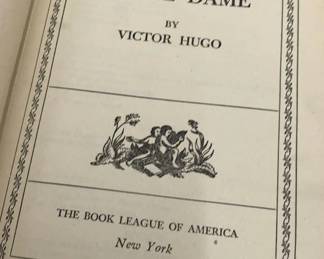 DAME
BY
VICTOR HUGO
THE BOOK LEAGUE OF AMERICA
New York